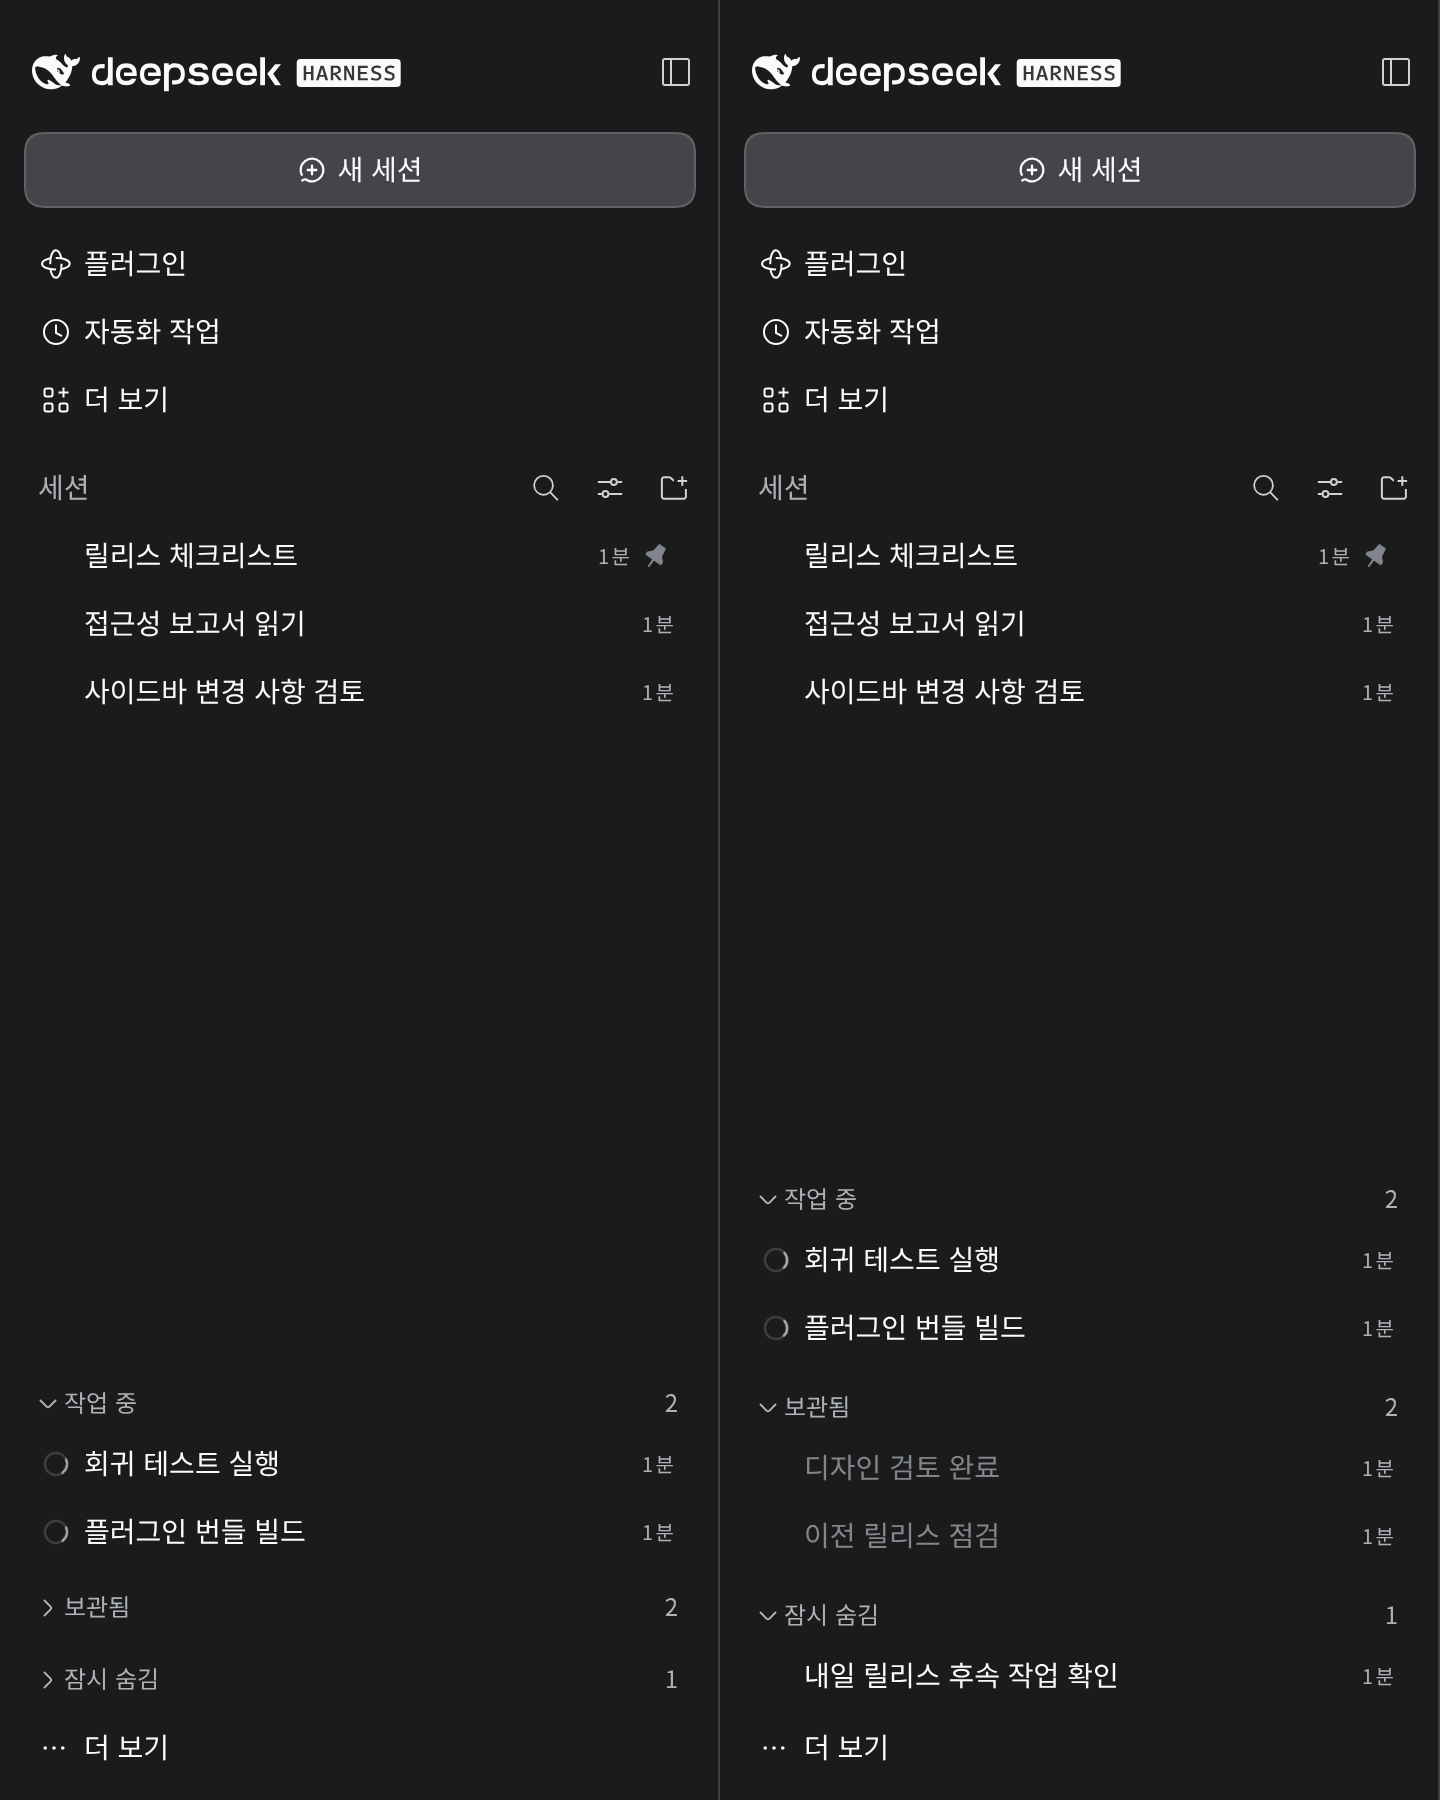 deepseek HARNESS
새 세션
플러그인
자동화 작업
더 보기
세션
릴리스 체크리스트 1분
접근성 보고서 읽기 1분
사이드바 변경 사항 검토 1분
작업 중 2
회귀 테스트 실행 1분
플러그인 번들 빌드 1분
보관됨 2
잠시 숨김 1
더 보기
deepseek HARNESS
새 세션
플러그인
자동화 작업
더 보기
세션
릴리스 체크리스트 1분
접근성 보고서 읽기 1분
사이드바 변경 사항 검토 1분
작업 중 2
회귀 테스트 실행 1분
플러그인 번들 빌드 1분
보관됨 2
디자인 검토 완료 1분
이전 릴리스 점검 1분
잠시 숨김 1
내일 릴리스 후속 작업 확인 1분
더 보기